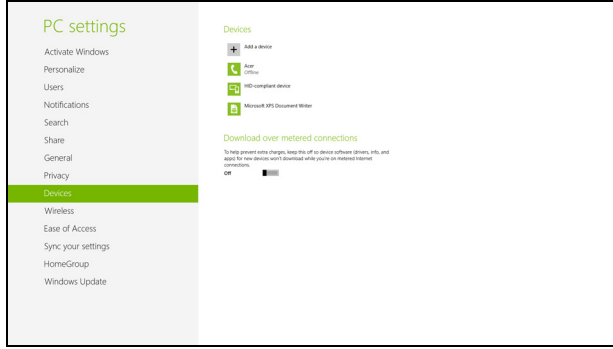 PC settings
Activate Windows
Personalize
Users
Notifications
Search
Share
General
Privacy
Devices
Wireless
Ease of Access
Sync your settings
HomeGroup
Windows Update
Devices
Add a device
Acer
Offline
HID-compliant device
Microsoft XPS Document Writer
Download over metered connections
To help prevent extra charges, keep this off so device software (drivers, info, and
apps) for new devices won't download while you're on metered Internet
connections.
Off